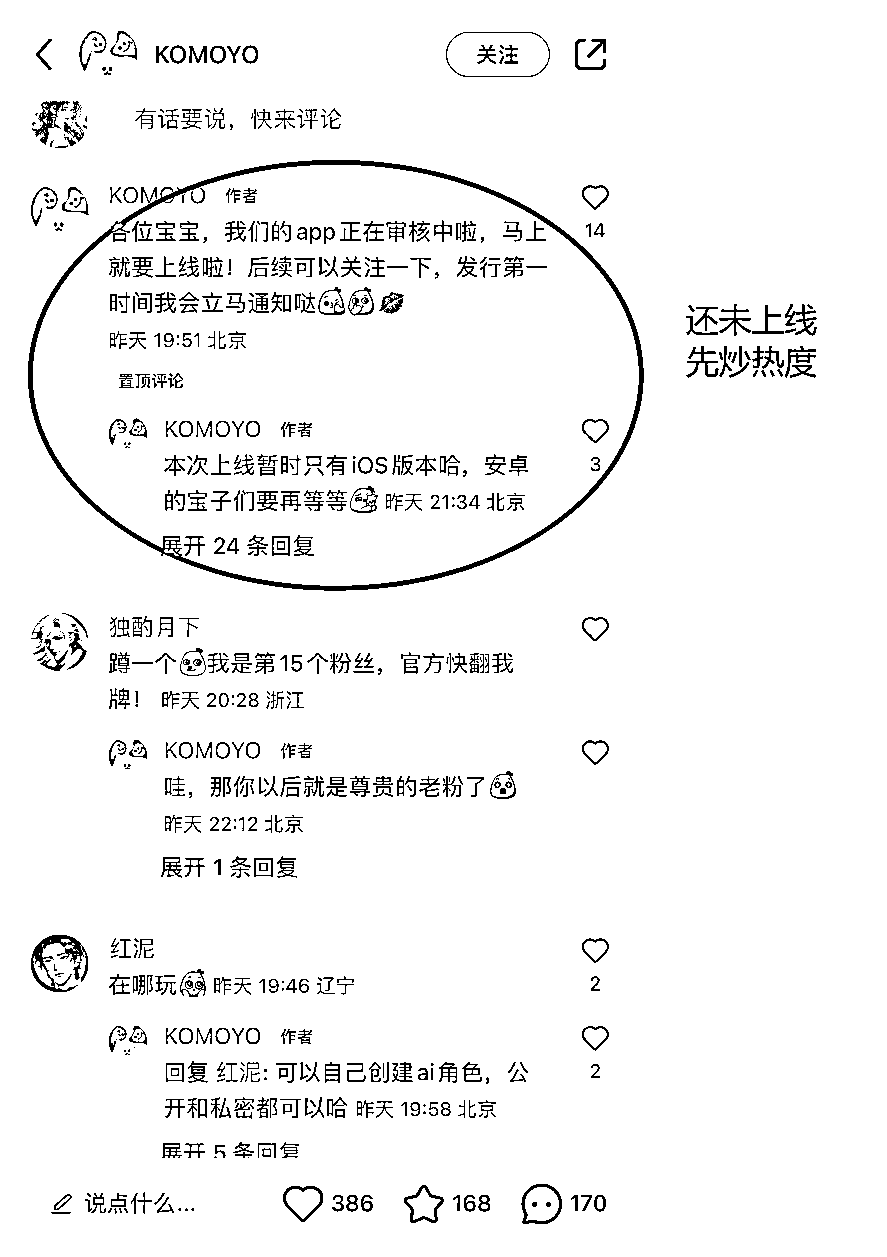 KOMOYO 关注
有话要说，快来评论
KOMOYO 作者
各位宝宝，我们的app正在审核中啦，马上 14
就要上线啦！后续可以关注一下，发行第一
时间我会立马通知哒
昨天 19:51 北京
置顶评论
还未上线
先炒热度
KOMOYO 作者
本次上线暂时只有iOS版本哈，安卓 3
的宝子们要再等等 昨天 21:34 北京
展开 24 条回复
独酌月下
蹲一个我是第15个粉丝，官方快翻我
牌！ 昨天 20:28 浙江
KOMOYO 作者
哇，那你以后就是尊贵的老粉了
昨天 22:12 北京
展开 1 条回复
红泥
在哪玩 昨天 19:46 辽宁 2
KOMOYO 作者
回复 红泥: 可以自己创建ai角色，公 2
开和私密都可以哈 昨天 19:58 北京
展开 5 条回复
说点什么... 386 168 170